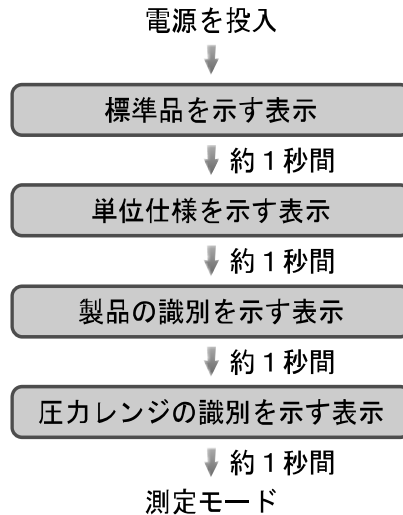 電源を投入
標準品を示す表示
約１秒間
単位仕様を示す表示
約１秒間
製品の識別を示す表示
約１秒間
圧力レンジの識別を示す表示
約１秒間
測定モード